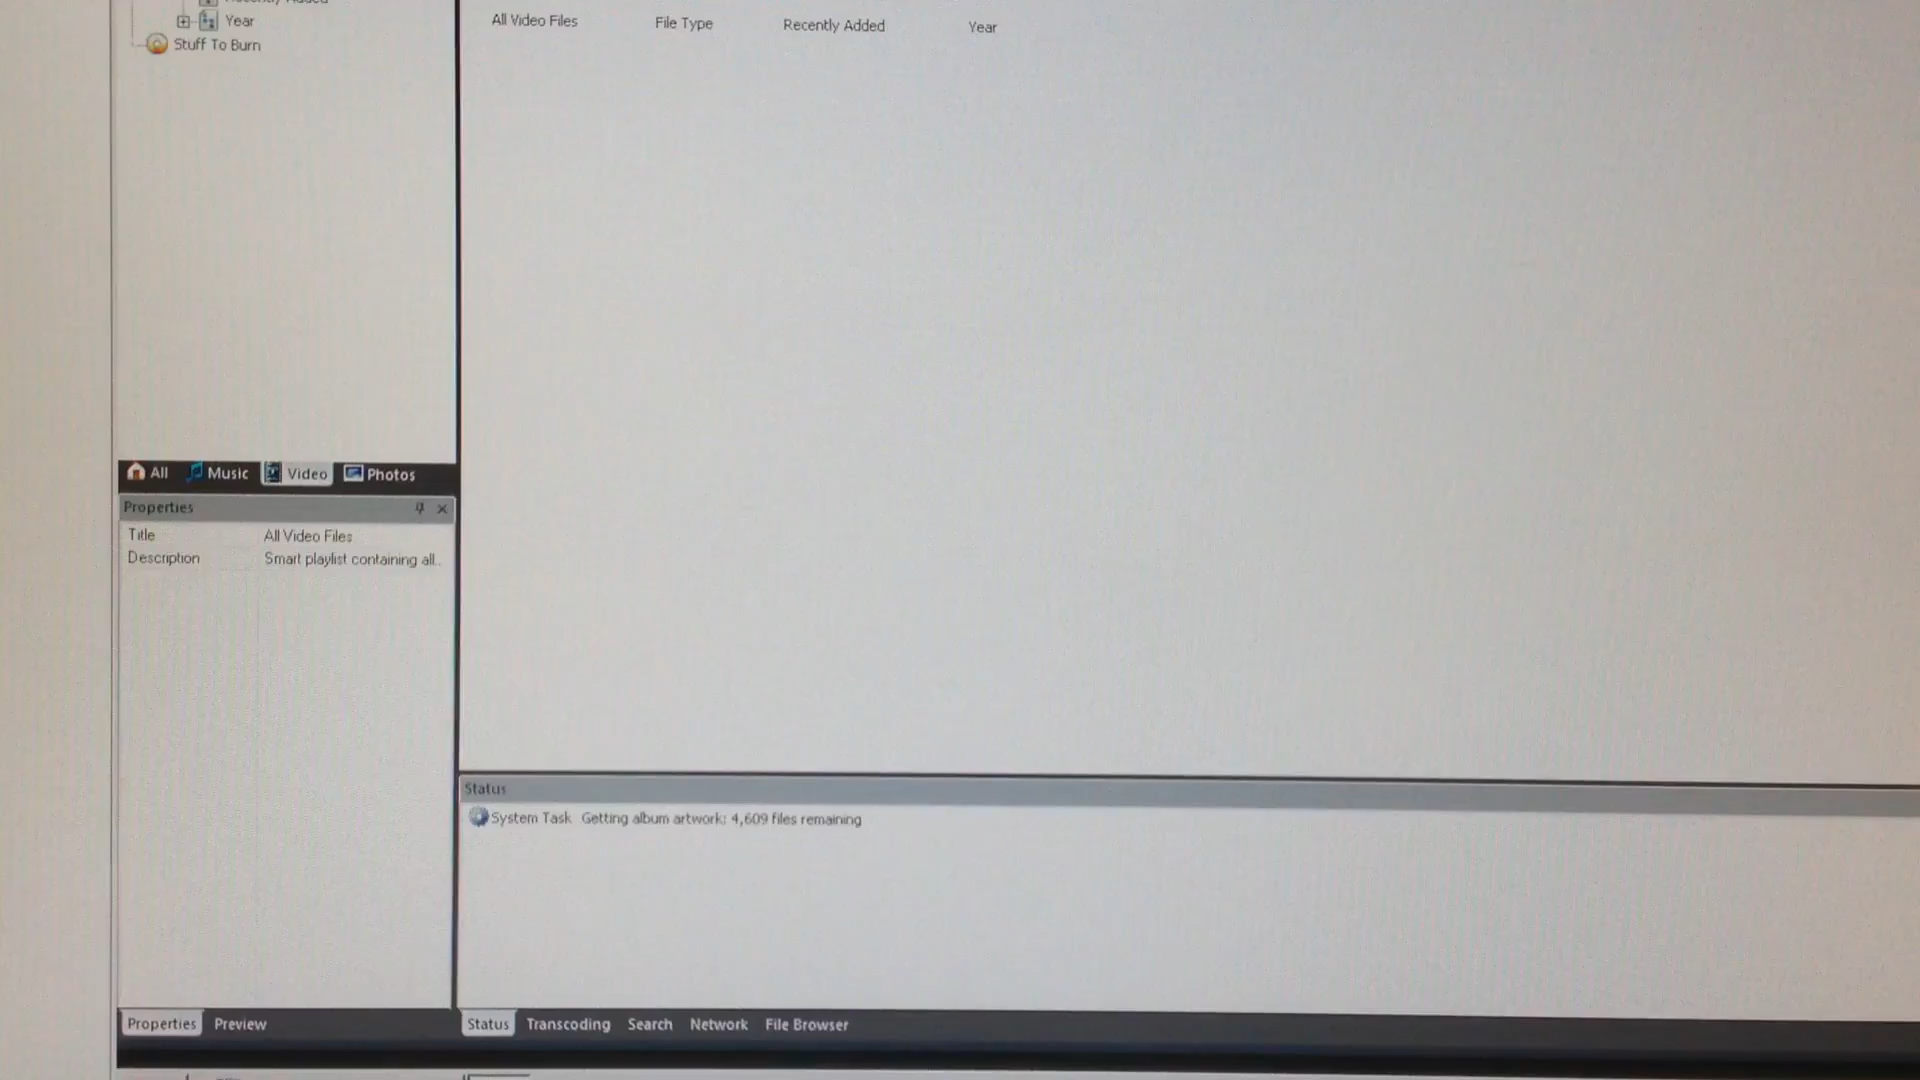 Recently Added
Year
Stuff To Burn
All Video Files
File Type
Recently Added
Year
All
Music
Video
Photos
Properties
Title All Video Files
Description Smart playlist containing all..
Status
System Task Getting album artwork: 4,609 files remaining
Properties
Preview
Status
Transcoding
Search
Network
File Browser